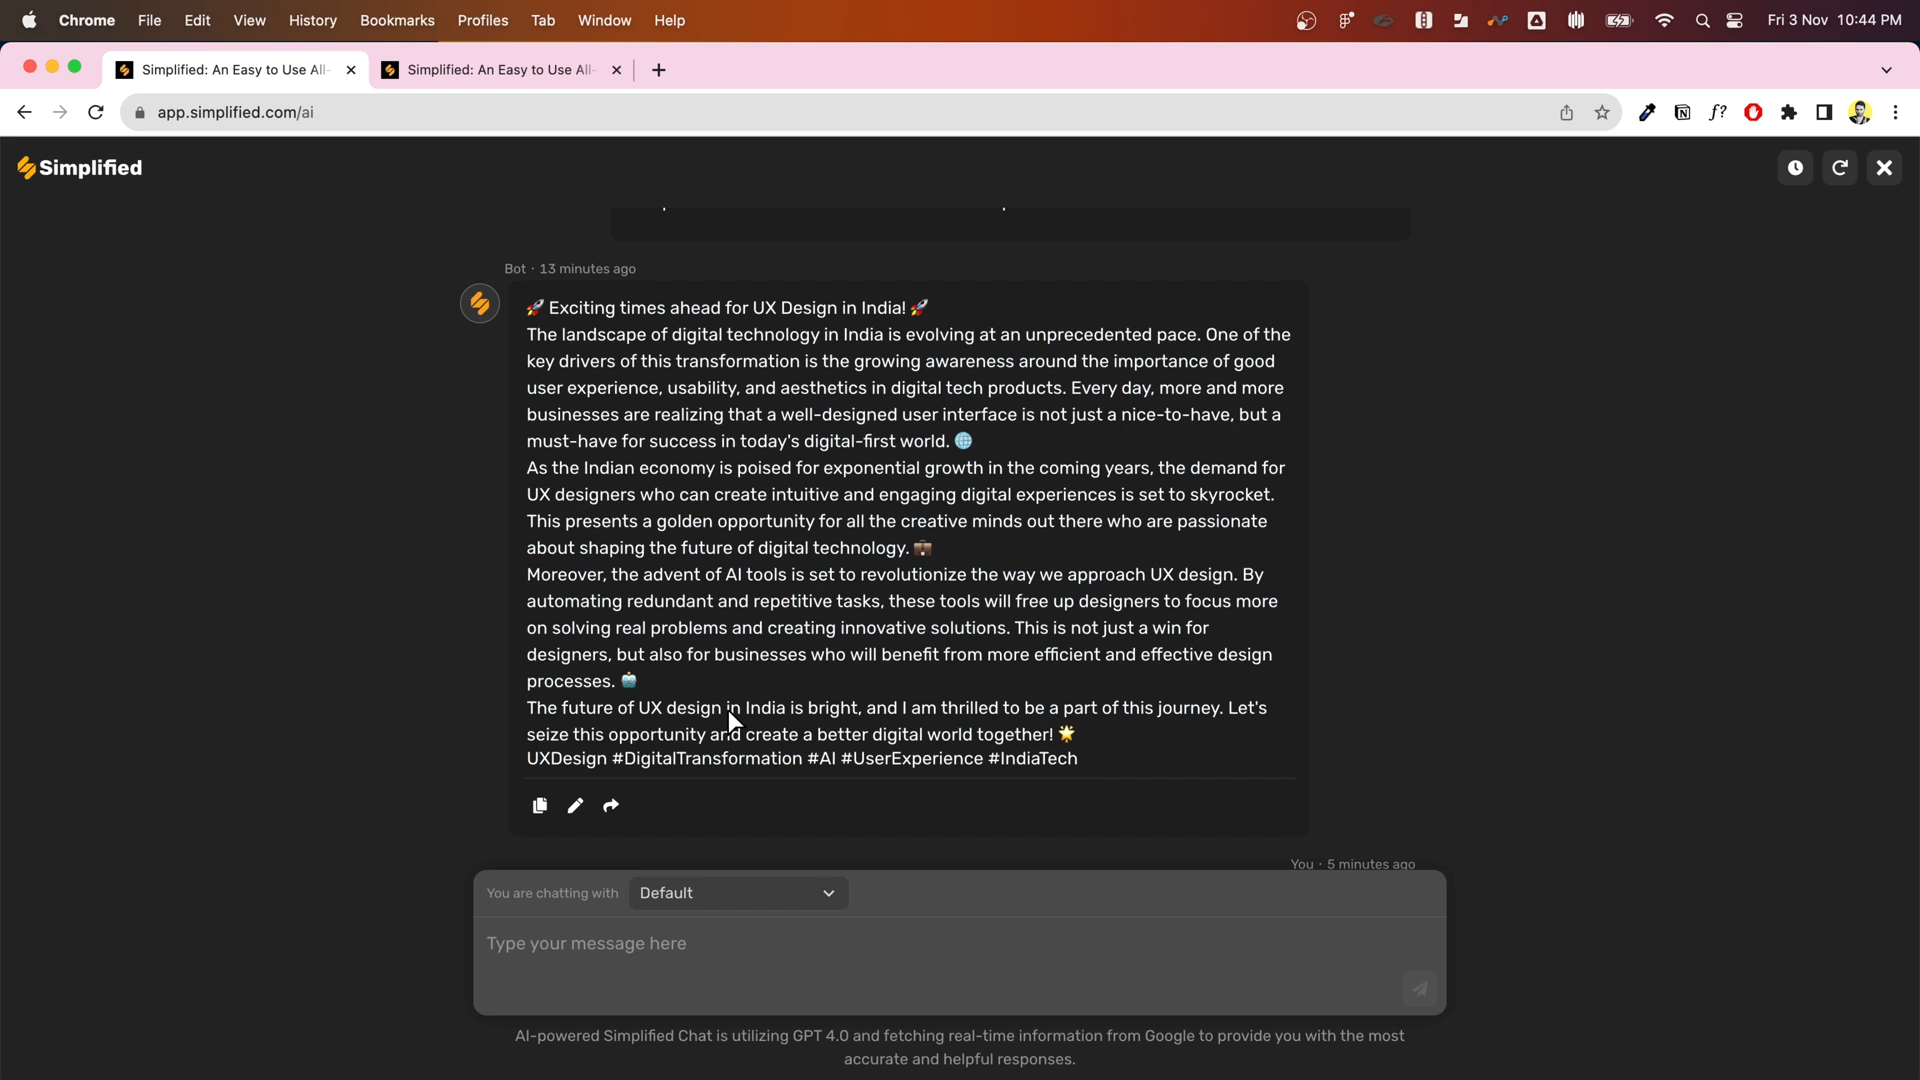 Chrome File Edit View History Bookmarks Profiles Tab Window Help Fri 3 Nov 10:44 PM
Simplified: An Easy to Use All- Simplified: An Easy to Use All-
app.simplified.com/ai
Simplified
Bot · 13 minutes ago
🚀 Exciting times ahead for UX Design in India! 🚀
The landscape of digital technology in India is evolving at an unprecedented pace. One of the
key drivers of this transformation is the growing awareness around the importance of good
user experience, usability, and aesthetics in digital tech products. Every day, more and more
businesses are realizing that a well-designed user interface is not just a nice-to-have, but a
must-have for success in today's digital-first world. 🌐
As the Indian economy is poised for exponential growth in the coming years, the demand for
UX designers who can create intuitive and engaging digital experiences is set to skyrocket.
This presents a golden opportunity for all the creative minds out there who are passionate
about shaping the future of digital technology. 💼
Moreover, the advent of AI tools is set to revolutionize the way we approach UX design. By
automating redundant and repetitive tasks, these tools will free up designers to focus more
on solving real problems and creating innovative solutions. This is not just a win for
designers, but also for businesses who will benefit from more efficient and effective design
processes. 🤖
The future of UX design in India is bright, and I am thrilled to be a part of this journey. Let's
seize this opportunity and create a better digital world together! 🌟
UXDesign #DigitalTransformation #AI #UserExperience #IndiaTech
You · 5 minutes ago
You are chatting with Default
Type your message here
AI-powered Simplified Chat is utilizing GPT 4.0 and fetching real-time information from Google to provide you with the most
accurate and helpful responses.